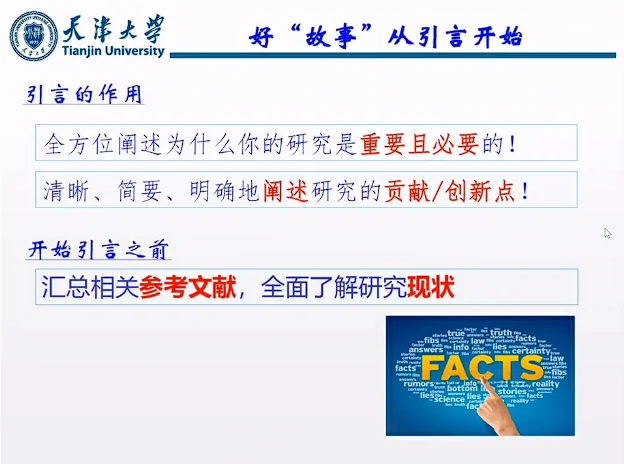 天津大学
Tianjin University
好“故事”从引言开始
引言的作用
全方位阐述为什么你的研究是重要且必要的！
清晰、简要、明确地阐述研究的贡献/创新点！
开始引言之前
汇总相关参考文献，全面了解研究现状
true
truth
fibs
law
facts
answers
info
lies
certainty
FACTS
facts
rumors
bottom
stories
reality
lies
science